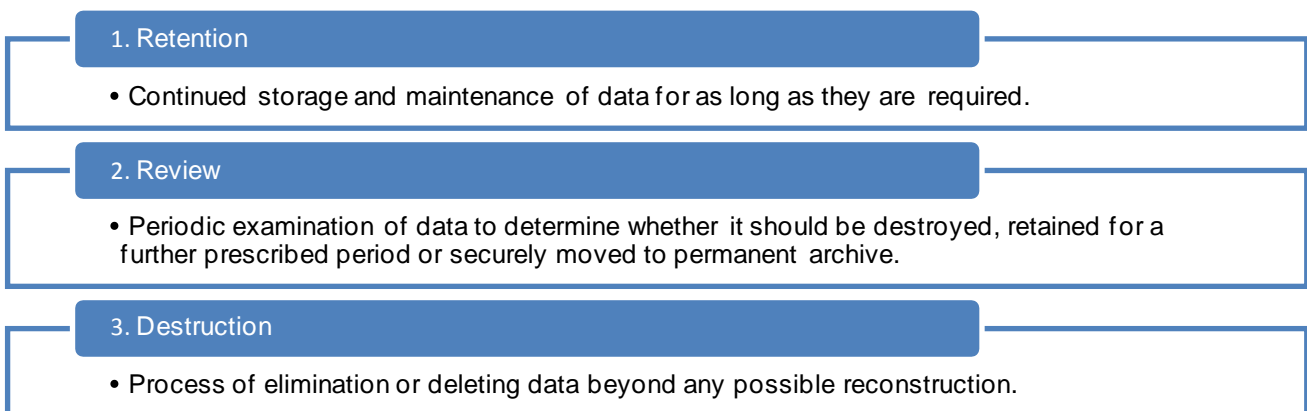 1. Retention
• Continued storage and maintenance of data for as long as they are required.
2. Review
• Periodic examination of data to determine whether it should be destroyed, retained for a
further prescribed period or securely moved to permanent archive.
3. Destruction
• Process of elimination or deleting data beyond any possible reconstruction.